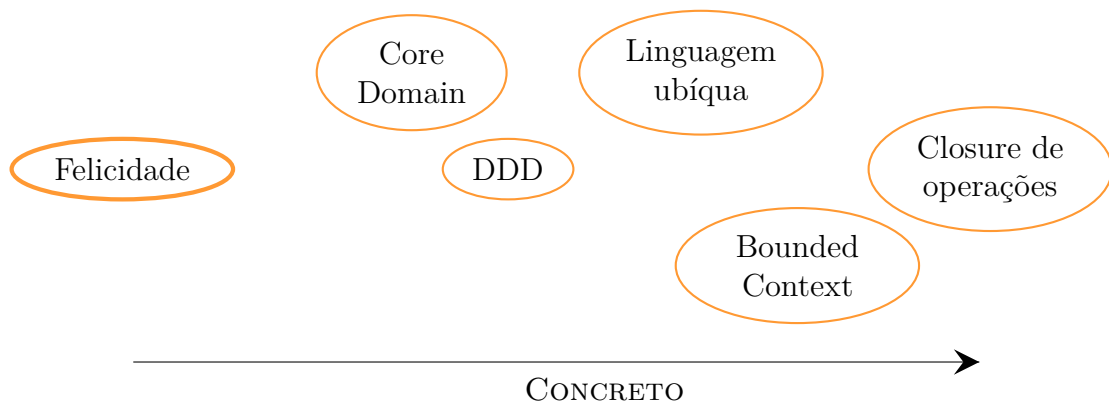 Core
Domain
Linguagem
ubíqua
Felicidade
DDD
Closure de
operações
Bounded
Context
CONCRETO